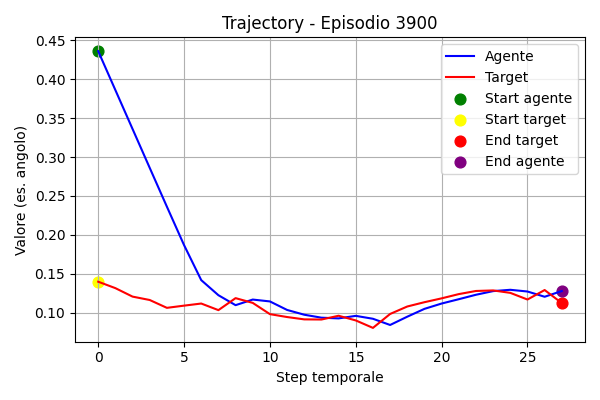 Trajectory - Episodio 3900
Valore (es. angolo)
0.45
0.40
0.35
0.30
0.25
0.20
0.15
0.10
Agente
Target
Start agente
Start target
End target
End agente
0 5 10 15 20 25
Step temporale